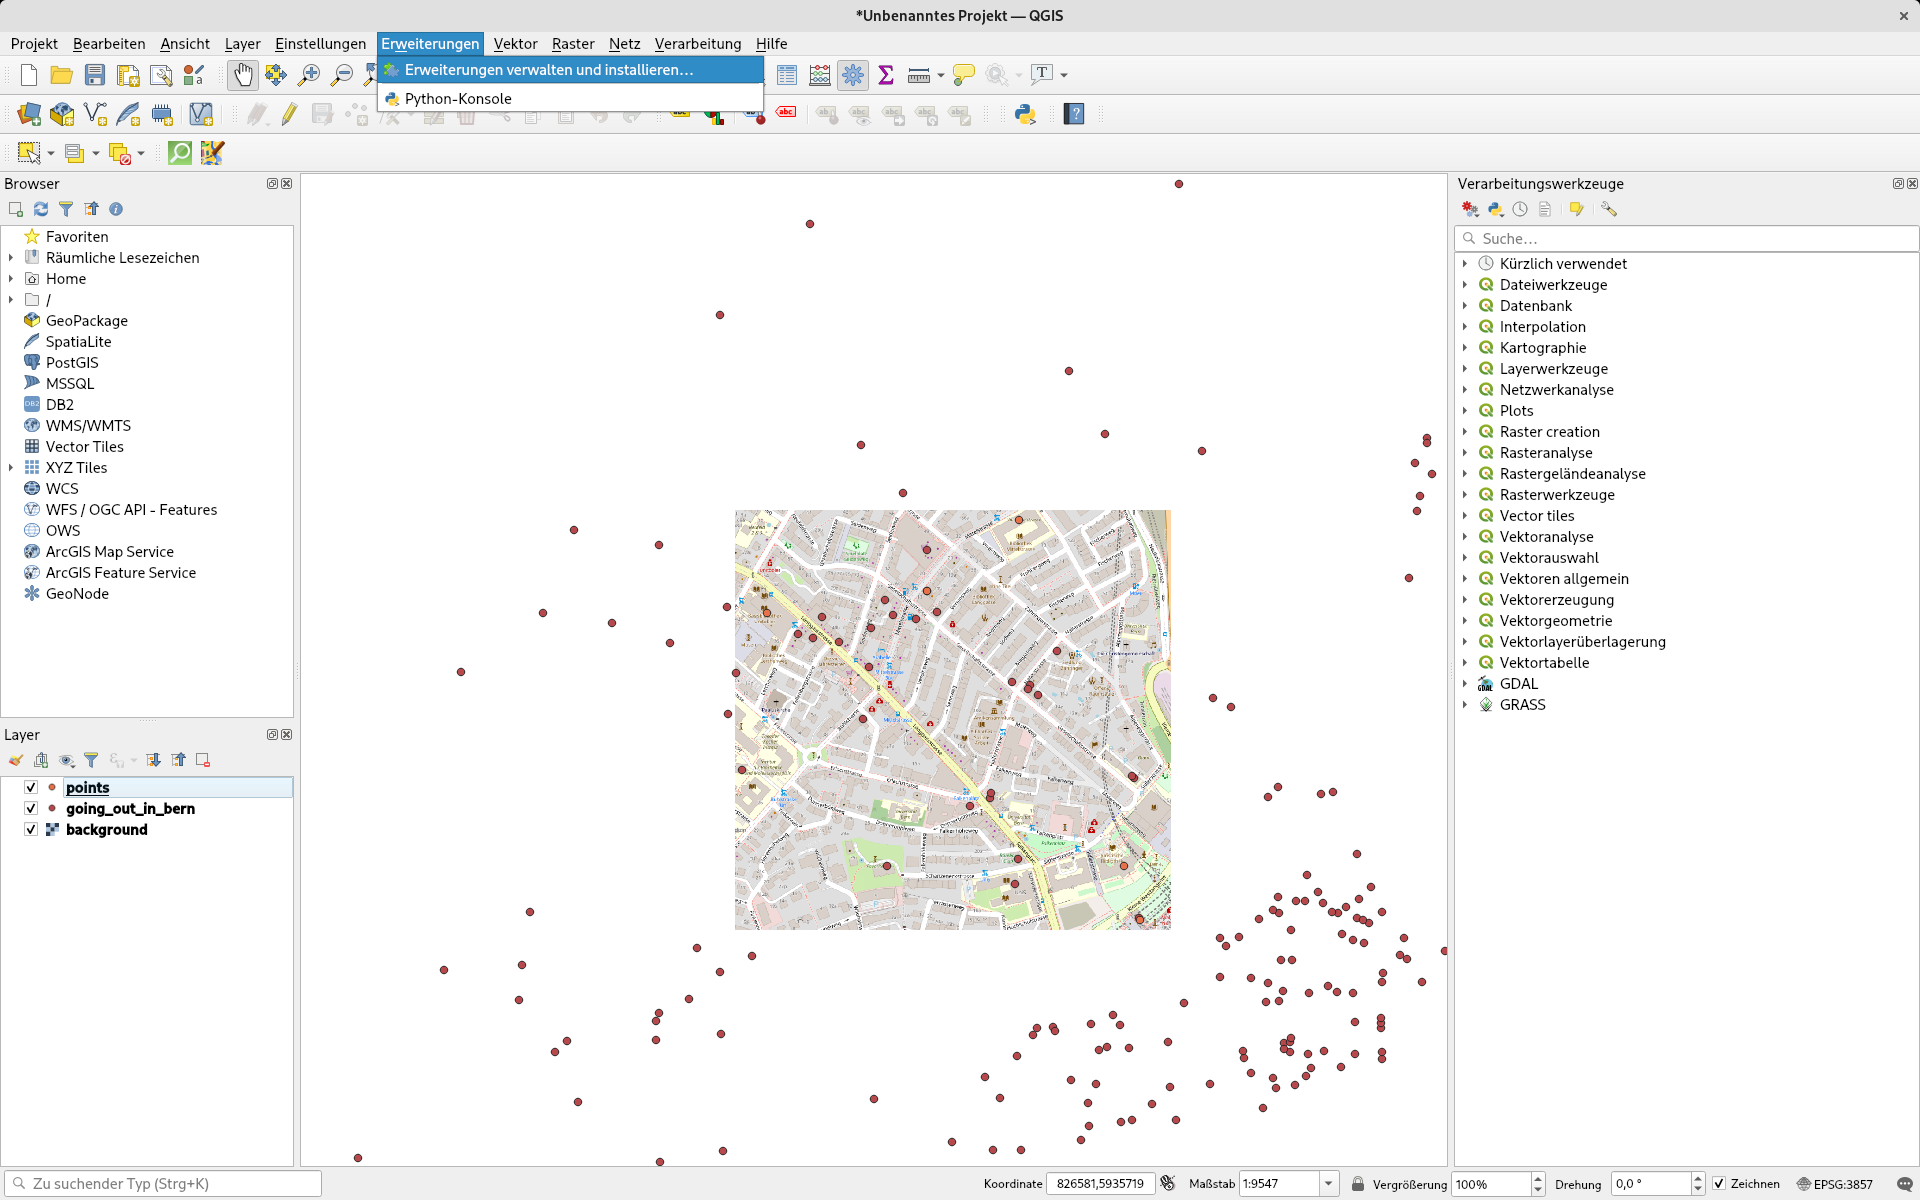 *Unbenanntes Projekt — QGIS
Projekt Bearbeiten Ansicht Layer Einstellungen Erweiterungen Vektor Raster Netz Verarbeitung Hilfe
Erweiterungen verwalten und installieren…
Python-Konsole
Browser
Favoriten
Räumliche Lesezeichen
Home
/
GeoPackage
SpatiaLite
PostGIS
MSSQL
DB2
WMS/WMTS
Vector Tiles
XYZ Tiles
WCS
WFS / OGC API - Features
OWS
ArcGIS Map Service
ArcGIS Feature Service
GeoNode
Layer
points
going_out_in_bern
background
Verarbeitungswerkzeuge
Suche…
Kürzlich verwendet
Dateiwerkzeuge
Datenbank
Interpolation
Kartographie
Layerwerkzeuge
Netzwerkanalyse
Plots
Raster creation
Rasteranalyse
Rastergeländeanalyse
Rasterwerkzeuge
Vector tiles
Vektoranalyse
Vektorauswahl
Vektoren allgemein
Vektorerzeugung
Vektorgeometrie
Vektorlayerüberlagerung
Vektortabelle
GDAL
GRASS
Zu suchender Typ (Strg+K)
Koordinate 826581,5935719 Maßstab 1:9547 Vergrößerung 100% Drehung 0,0 ° Zeichnen EPSG:3857